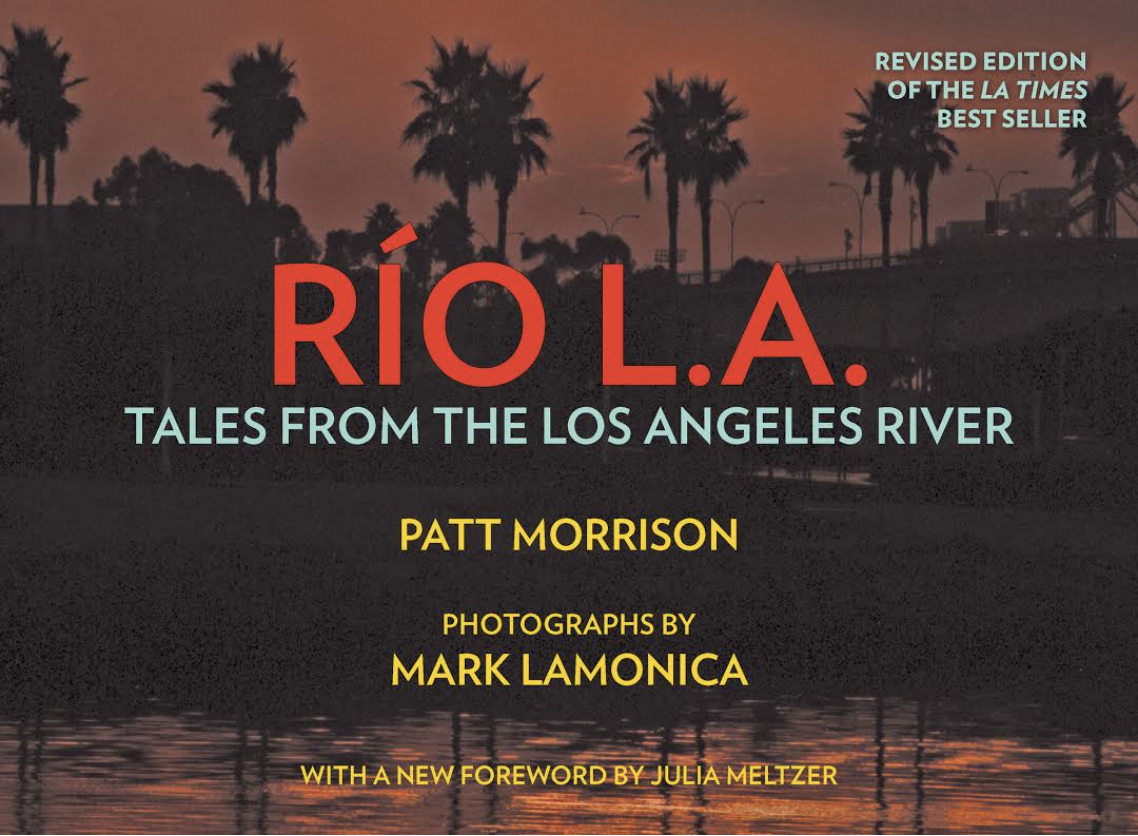 REVISED EDITION
OF THE LA TIMES
BEST SELLER
RÍO L.A.
TALES FROM THE LOS ANGELES RIVER
PATT MORRISON
PHOTOGRAPHS BY
MARK LAMONICA
WITH A NEW FOREWORD BY JULIA MELTZER